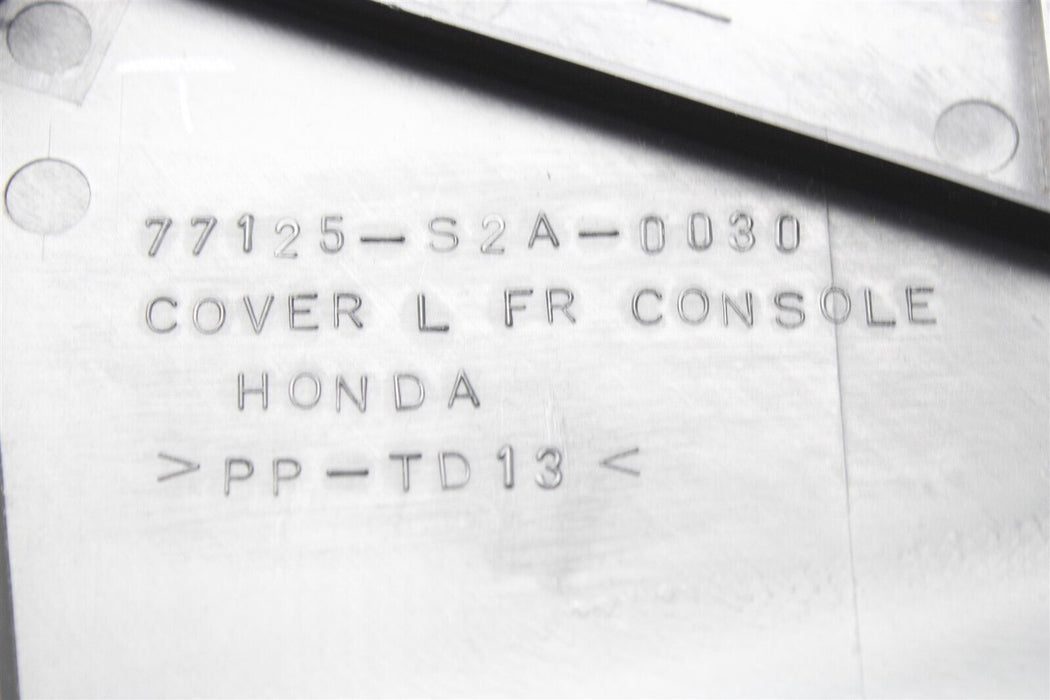 77125-S2A-0030
COVER L FR CONSOLE
HONDA
>PP-TD13<